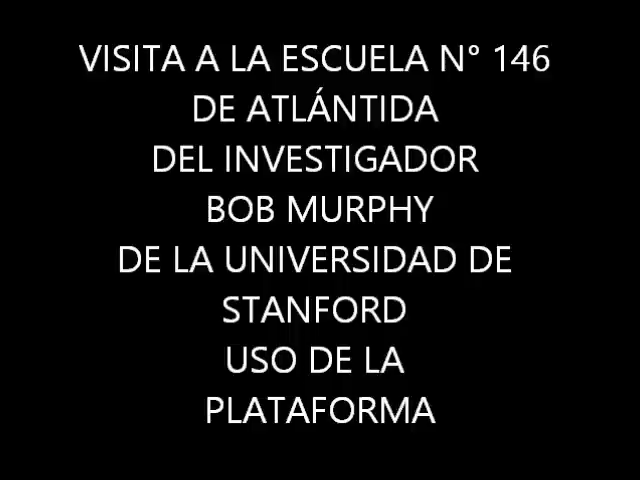 VISITA A LA ESCUELA N° 146
DE ATLÁNTIDA
DEL INVESTIGADOR
BOB MURPHY
DE LA UNIVERSIDAD DE
STANFORD
USO DE LA
PLATAFORMA